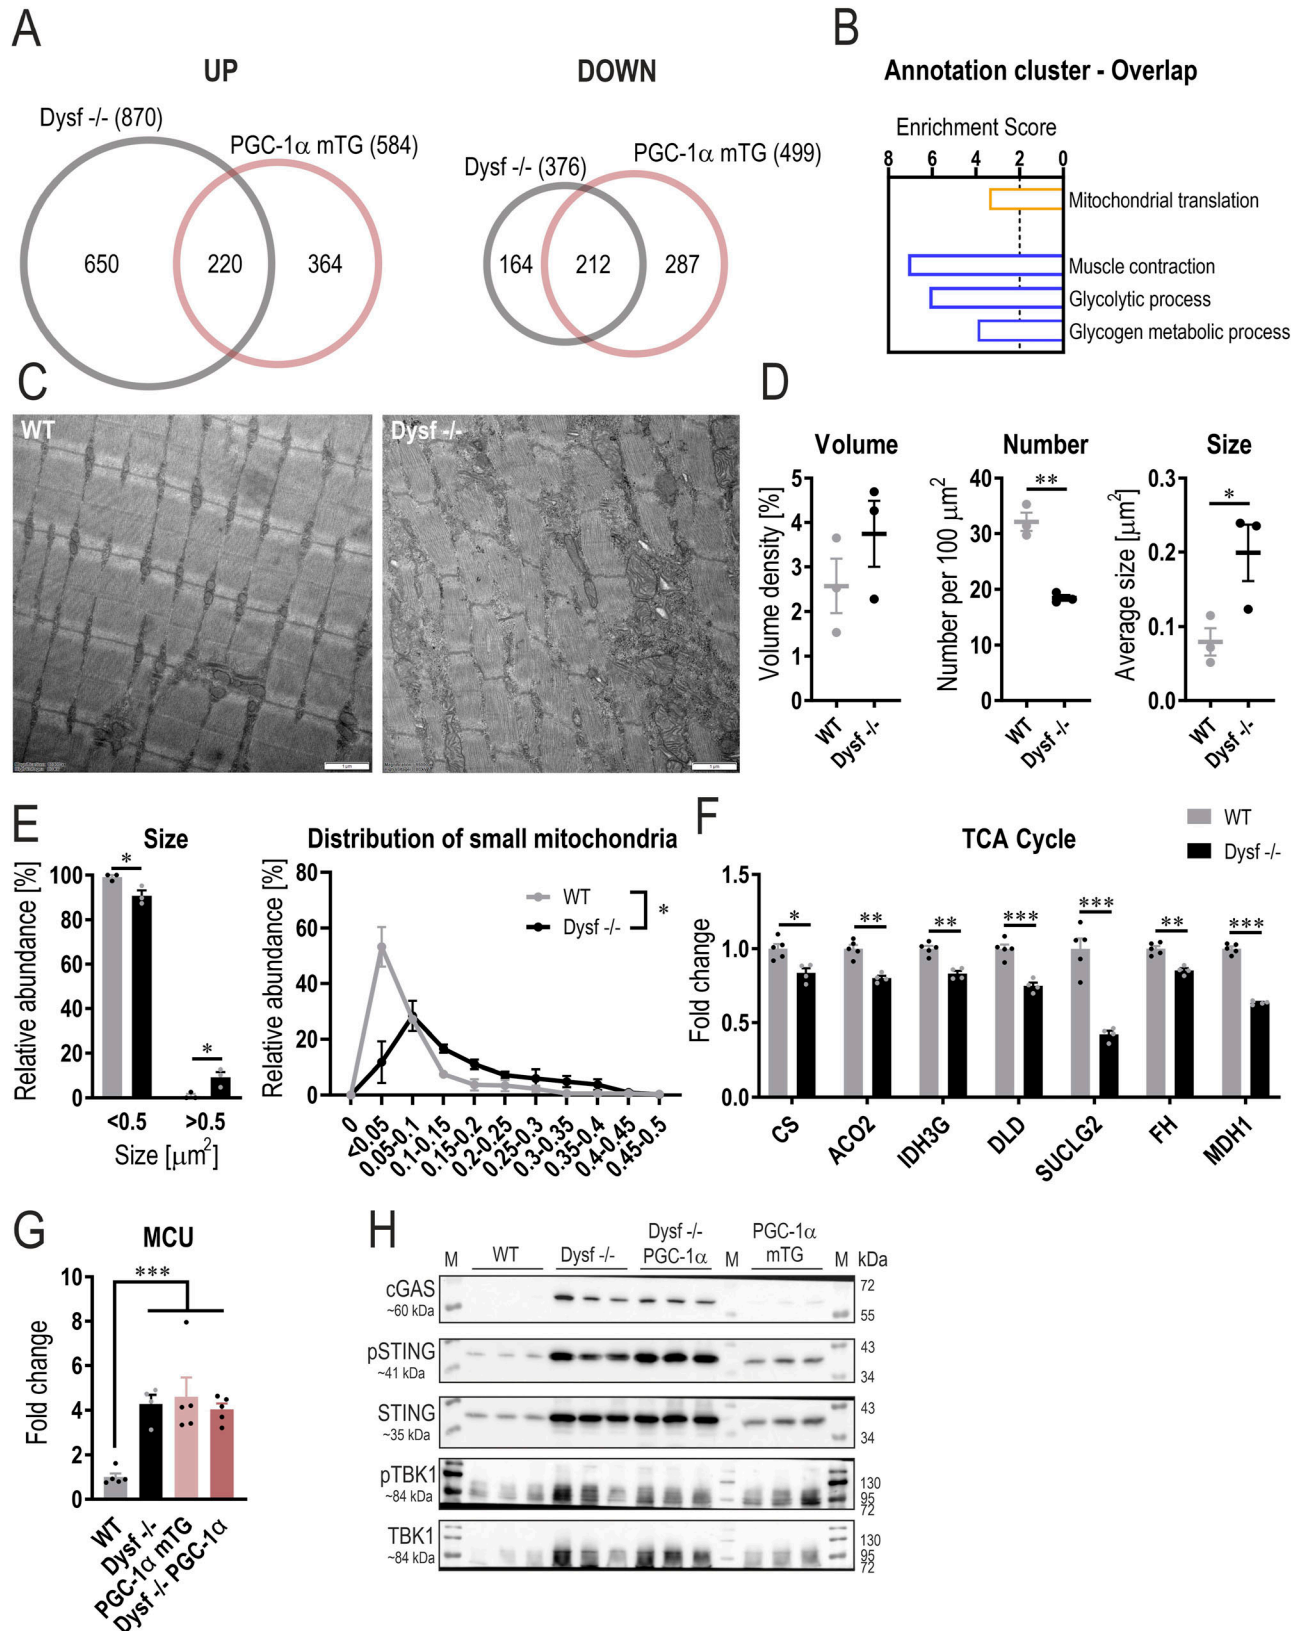 A
UP
DOWN
Dysf -/- (870)
PGC-1α mTG (584)
650
220
364
Dysf -/- (376)
PGC-1α mTG (499)
164
212
287
B
Annotation cluster - Overlap
Enrichment Score
8 6 4 2 0
Mitochondrial translation
Muscle contraction
Glycolytic process
Glycogen metabolic process
C
WT
1 µm
Dysf -/-
1 µm
D
Volume
Volume density [%]
5
4
3
2
1
0
WT
Dysf -/-
Number
Number per 100 µm²
40
30
20
10
0
**
WT
Dysf -/-
Size
Average size [µm²]
0.3
0.2
0.1
0.0
*
WT
Dysf -/-
E
Size
Relative abundance [%]
100
80
60
40
20
0
*
*
<0.5
>0.5
Size [µm²]
Distribution of small mitochondria
Relative abundance [%]
80
60
40
20
0
WT
Dysf -/-
*
0
<0.05
0.05-0.1
0.1-0.15
0.15-0.2
0.2-0.25
0.25-0.3
0.3-0.35
0.35-0.4
0.4-0.45
0.45-0.5
F
TCA Cycle
WT
Dysf -/-
Fold change
1.5
1.0
0.5
0.0
*
**
**
***
***
**
***
CS
ACO2
IDH3G
DLD
SUCLG2
FH
MDH1
G
MCU
Fold change
10
8
6
4
2
0
***
WT
Dysf -/-
PGC-1α mTG
Dysf -/- PGC-1α
H
M
WT
Dysf -/-
Dysf -/-
PGC-1α
M
PGC-1α
mTG
M
kDa
cGAS
~60 kDa
72
55
pSTING
~41 kDa
43
34
STING
~35 kDa
43
34
pTBK1
~84 kDa
130
95
72
TBK1
~84 kDa
130
95
72